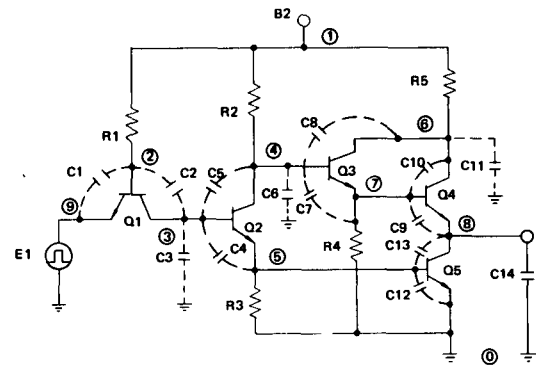 B2
①
R5
R2
R1
C8
⑥
C1
②
C2
④
C5
Q3
C10
C11
⑨
C6
⑦
Q4
Q1
Q2
C7
C9
⑧
③
C4
R4
C13
E1
C3
⑤
Q5
C14
R3
C12
⓪